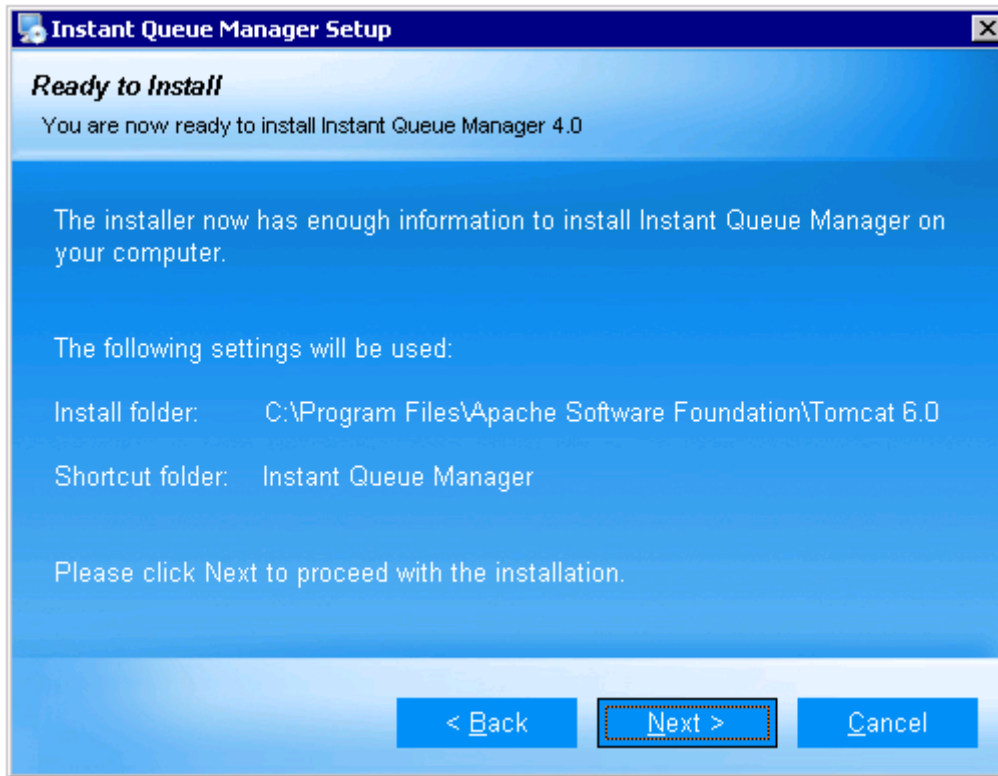 Instant Queue Manager Setup
Ready to Install
You are now ready to install Instant Queue Manager 4.0
The installer now has enough information to install Instant Queue Manager on
your computer.
The following settings will be used:
Install folder: C:\Program Files\Apache Software Foundation\Tomcat 6.0
Shortcut folder: Instant Queue Manager
Please click Next to proceed with the installation.
< Back Next > Cancel